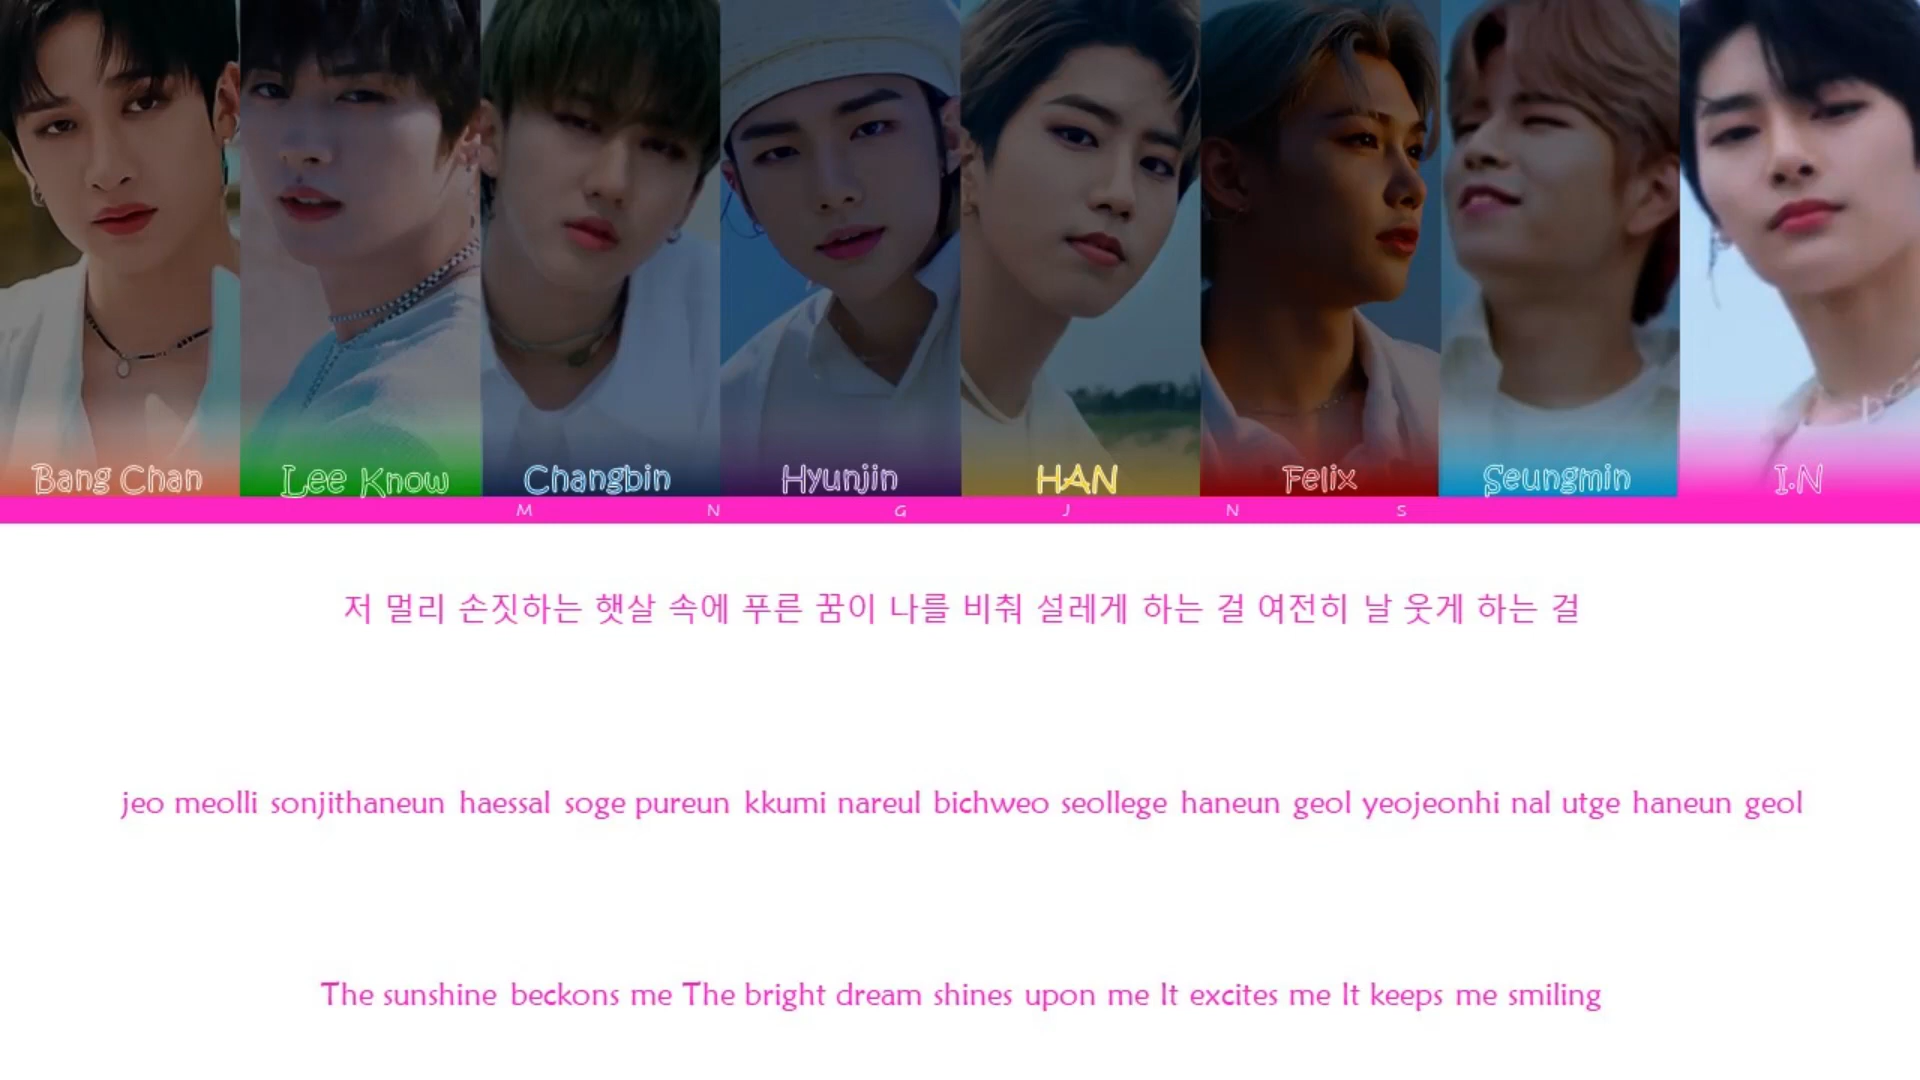 Bang Chan Lee Know Changbin Hyunjin HAN Felix Seungmin I.N
M N G J N S
저 멀리 손짓하는 햇살 속에 푸른 꿈이 나를 비춰 설레게 하는 걸 여전히 날 웃게 하는 걸
jeo meolli sonjithaneun haessal soge pureun kkumi nareul bichweo seollege haneun geol yeojeonhi nal utge haneun geol
The sunshine beckons me The bright dream shines upon me It excites me It keeps me smiling